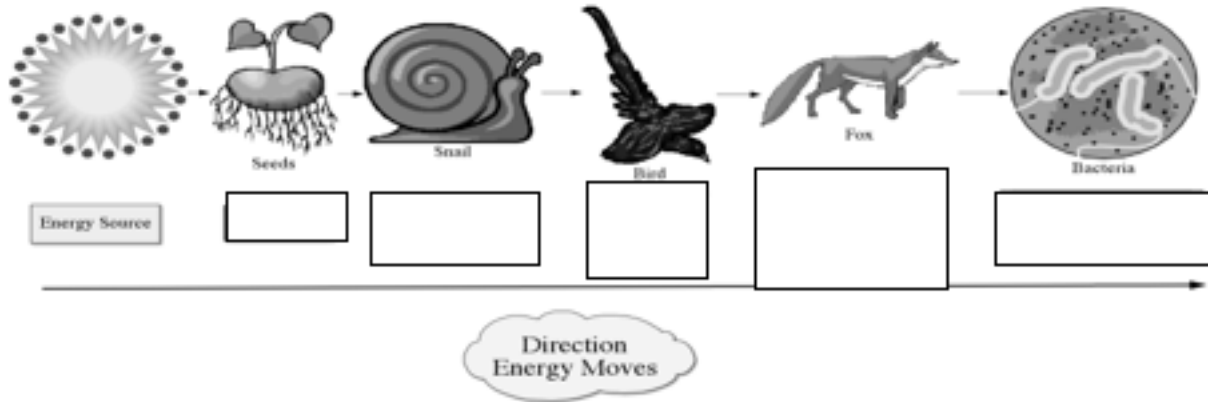 Seeds
Snail
Bird
Fox
Bacteria
Energy Source
Direction
Energy Moves